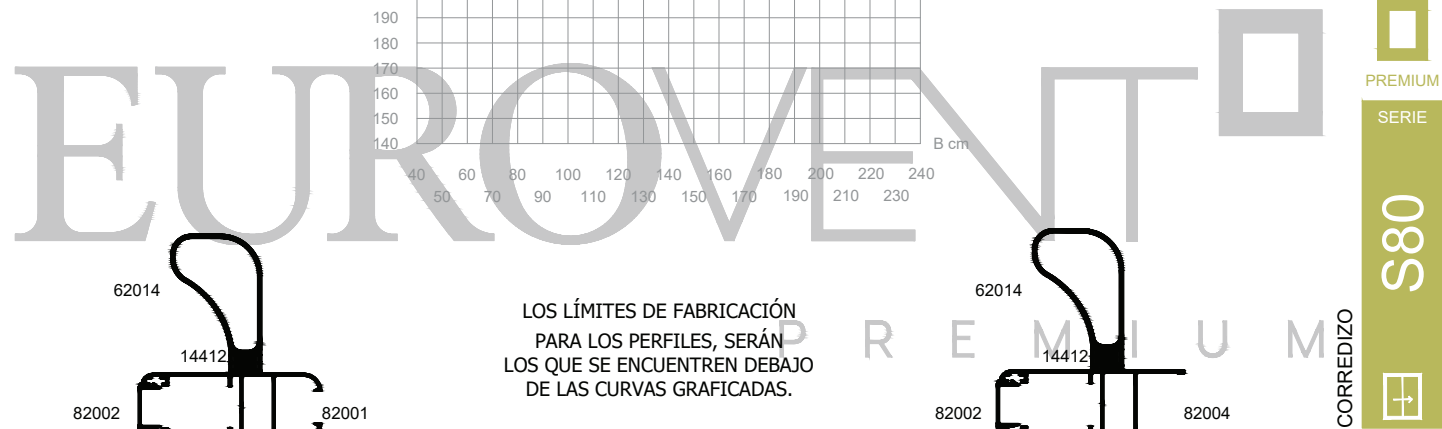 190
180
170
160
150
140
B cm
40 60 80 100 120 140 160 180 200 220 240
50 70 90 110 130 150 170 190 210 230
EUROVENT
PREMIUM
62014
14412
82002
82001
LOS LÍMITES DE FABRICACIÓN
PARA LOS PERFILES, SERÁN
LOS QUE SE ENCUENTREN DEBAJO
DE LAS CURVAS GRAFICADAS.
62014
14412
82002
82004
PREMIUM
SERIE
S80
CORREDIZO